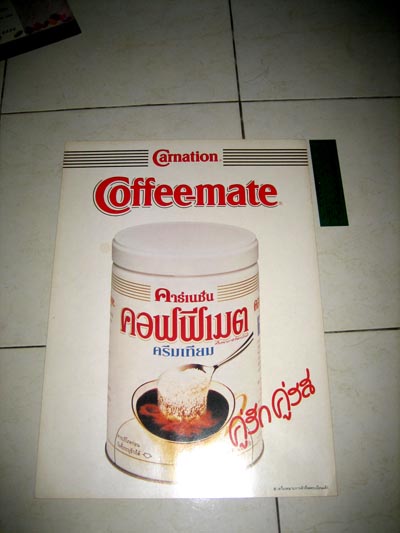 Carnation®
Coffee-mate®
คาร์เนชัน
คอฟฟีเมต
ครีมเทียม
คู่รักคู่รส